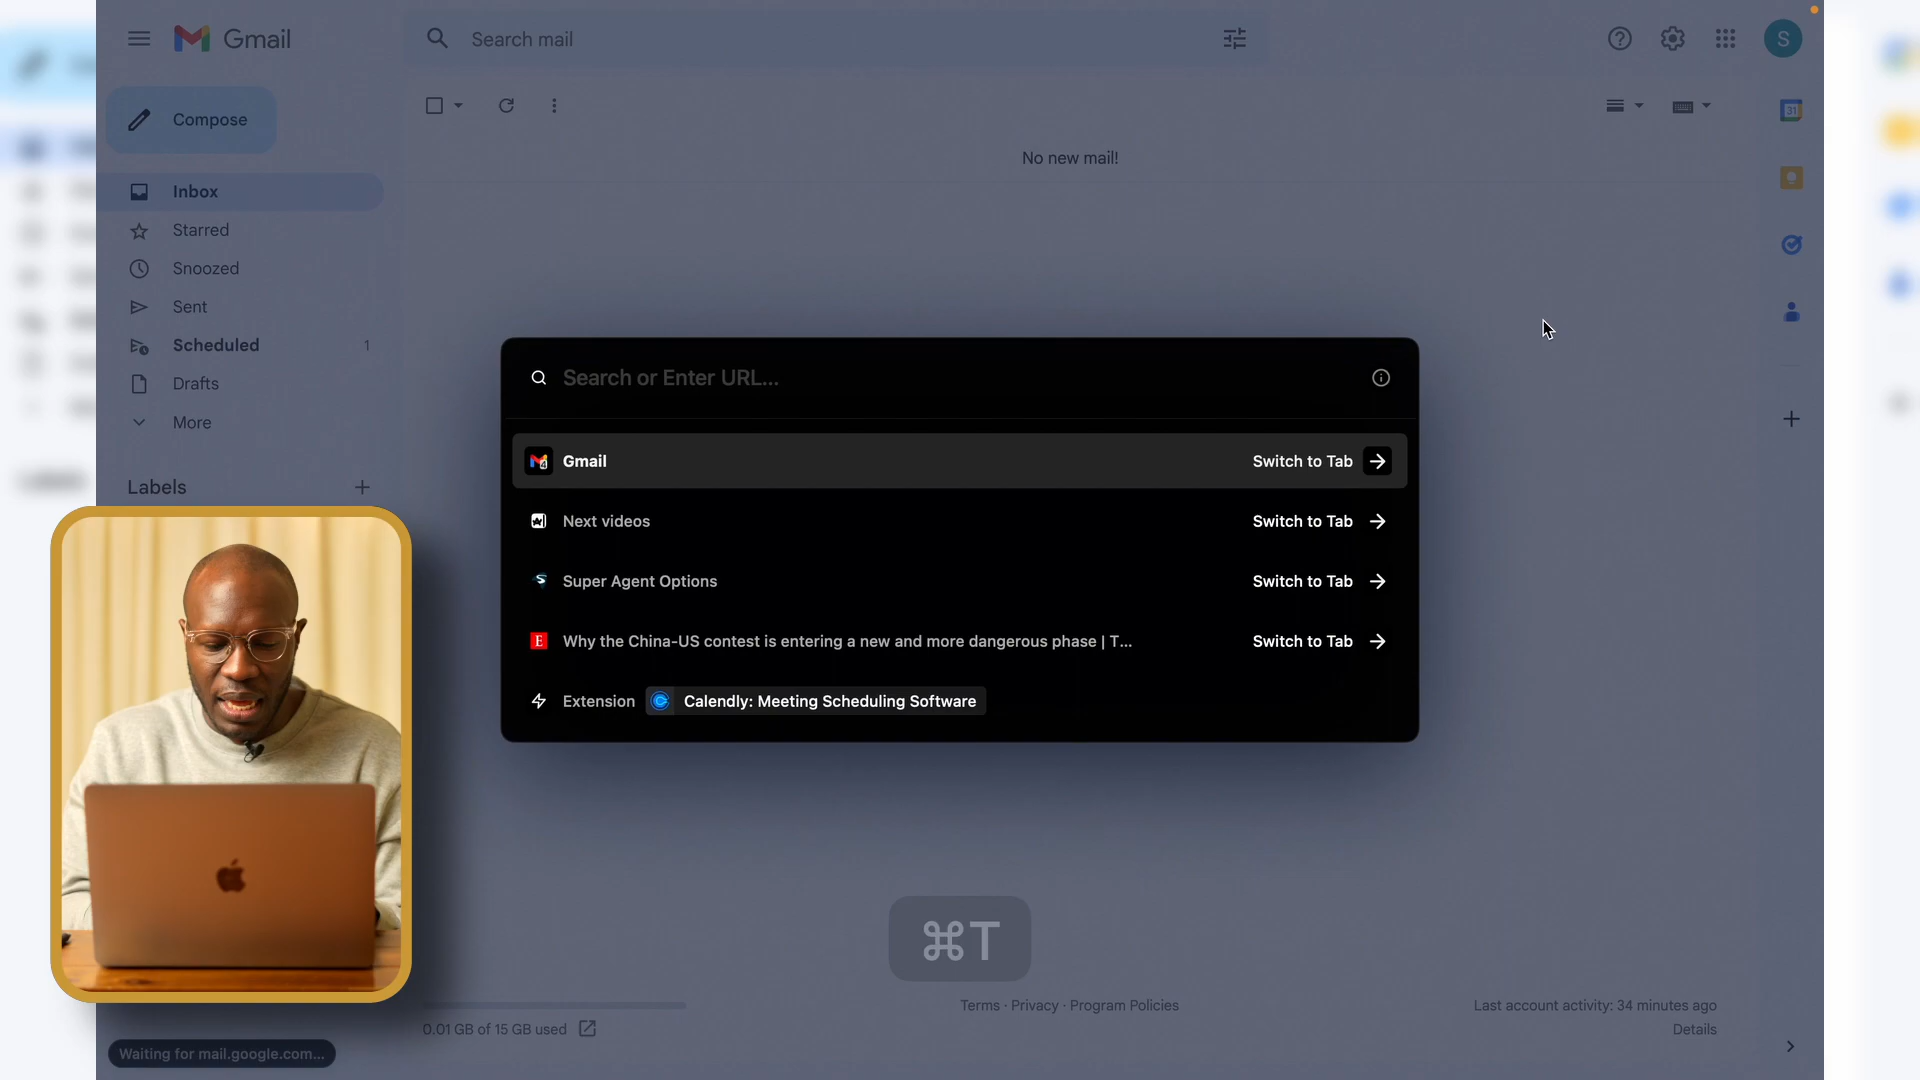 Gmail
Search mail
S
Compose
31
No new mail!
Inbox
Starred
Snoozed
Sent
Scheduled 1
Drafts
More
Labels
Search or Enter URL...
Gmail Switch to Tab
Next videos Switch to Tab
Super Agent Options Switch to Tab
E Why the China-US contest is entering a new and more dangerous phase | T... Switch to Tab
Extension Calendly: Meeting Scheduling Software
⌘T
Terms · Privacy · Program Policies
Last account activity: 34 minutes ago
0.01 GB of 15 GB used
Details
Waiting for mail.google.com...